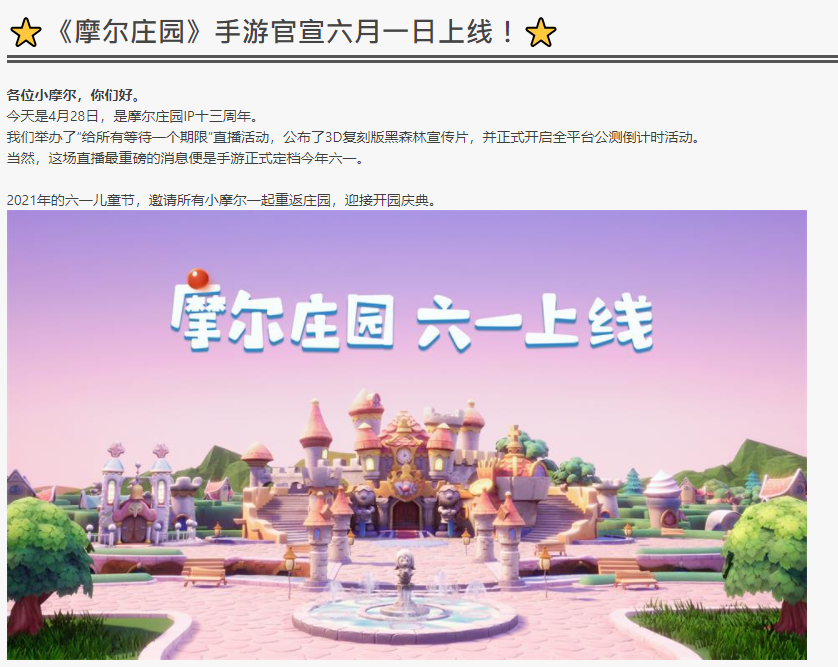 《摩尔庄园》手游官宣六月一日上线！
各位小摩尔，你们好。
今天是4月28日，是摩尔庄园IP十三周年。
我们举办了“给所有等待一个期限”直播活动，公布了3D复刻版黑森林宣传片，并正式开启全平台公测倒计时活动。
当然，这场直播最重磅的消息便是手游正式定档今年六一。
2021年的六一儿童节，邀请所有小摩尔一起重返庄园，迎接开园庆典。
摩尔庄园 六一上线